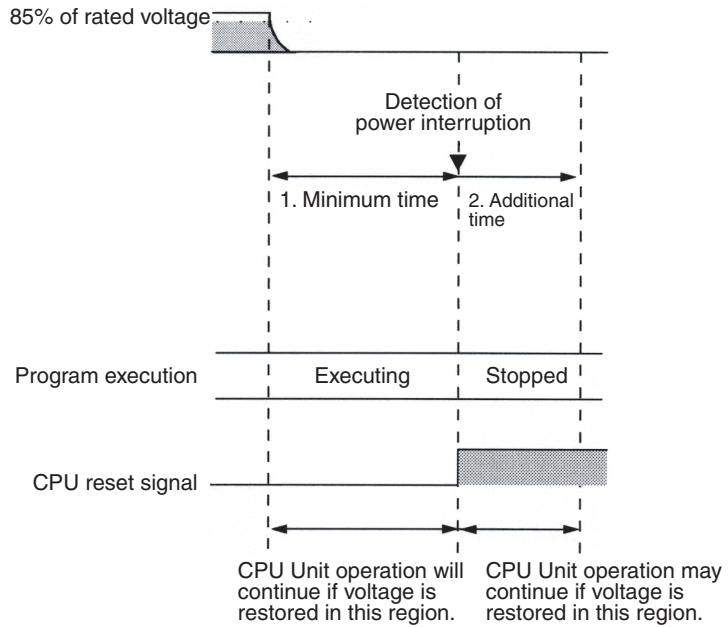 85% of rated voltage
Detection of
power interruption
1. Minimum time
2. Additional
time
Program execution
Executing
Stopped
CPU reset signal
CPU Unit operation will
continue if voltage is
restored in this region.
CPU Unit operation may
continue if voltage is
restored in this region.